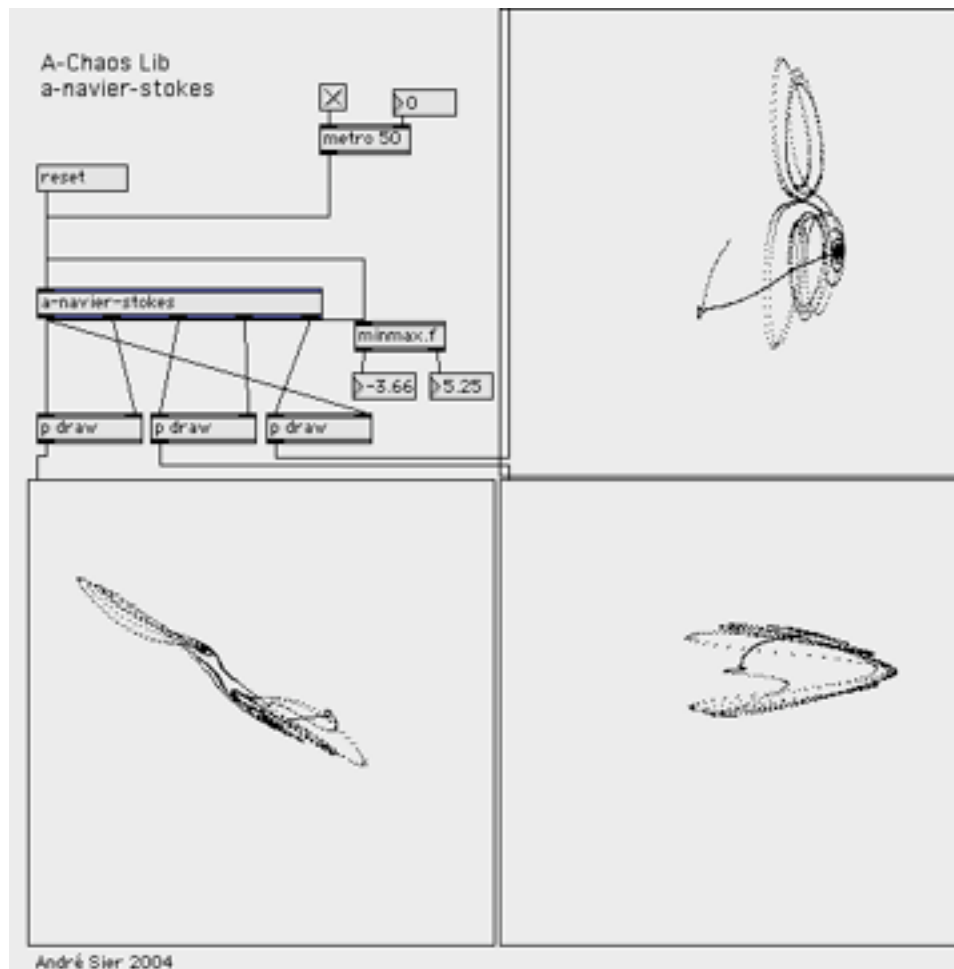 A-Chaos Lib
a-navier-stokes
0
metro 50
reset
a-navier-stokes
minmax.f
-3.66 5.25
p draw p draw p draw
André Sier 2004